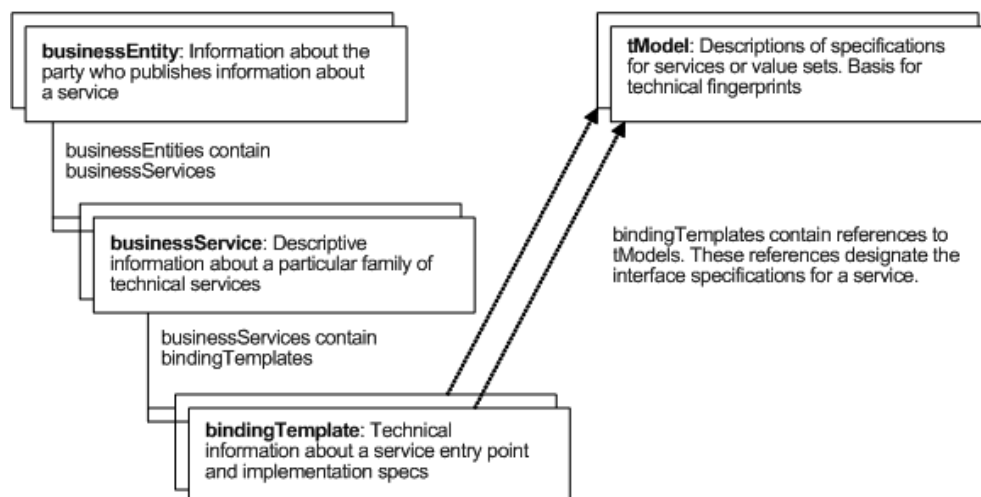 businessEntity: Information about the
party who publishes information about
a service
tModel: Descriptions of specifications
for services or value sets. Basis for
technical fingerprints
businessEntities contain
businessServices
businessService: Descriptive
information about a particular family of
technical services
bindingTemplates contain references to
tModels. These references designate the
interface specifications for a service.
businessServices contain
bindingTemplates
bindingTemplate: Technical
information about a service entry point
and implementation specs